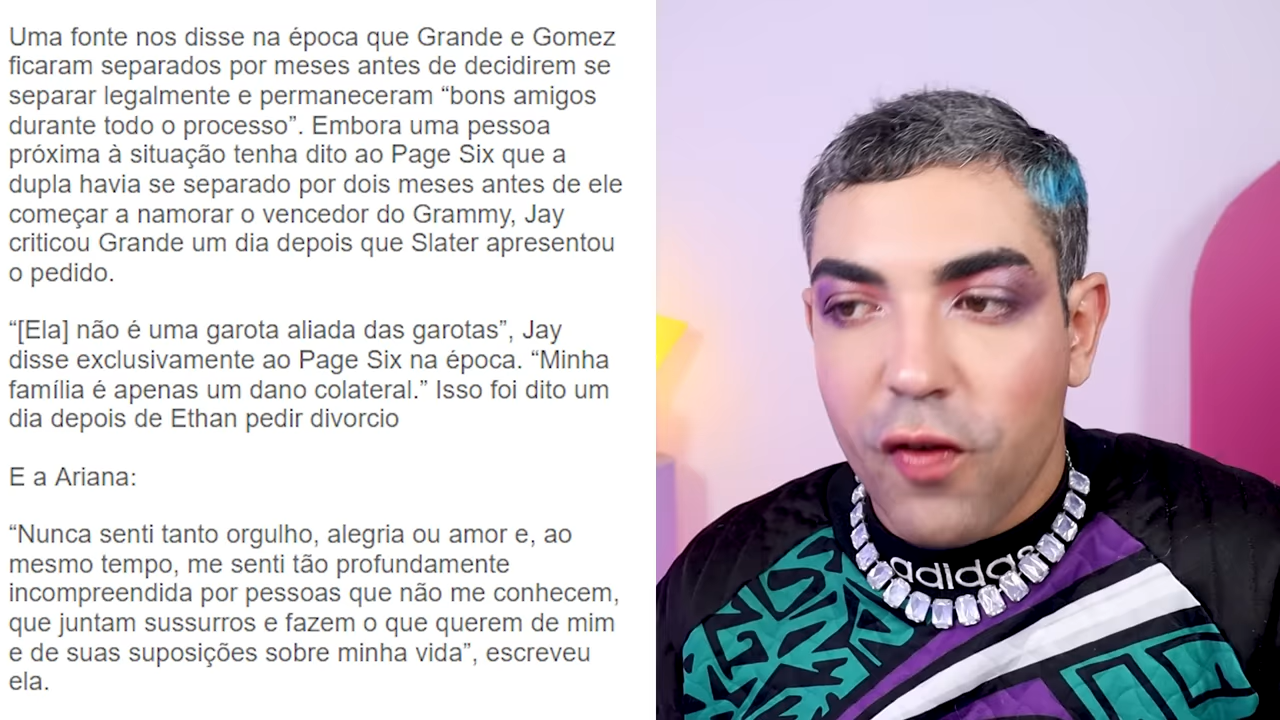 Uma fonte nos disse na época que Grande e Gomez
ficaram separados por meses antes de decidirem se
separar legalmente e permaneceram “bons amigos
durante todo o processo”. Embora uma pessoa
próxima à situação tenha dito ao Page Six que a
dupla havia se separado por dois meses antes de ele
começar a namorar o vencedor do Grammy, Jay
criticou Grande um dia depois que Slater apresentou
o pedido.
“[Ela] não é uma garota aliada das garotas”, Jay
disse exclusivamente ao Page Six na época. “Minha
família é apenas um dano colateral.” Isso foi dito um
dia depois de Ethan pedir divorcio
E a Ariana:
“Nunca senti tanto orgulho, alegria ou amor e, ao
mesmo tempo, me senti tão profundamente
incompreendida por pessoas que não me conhecem,
que juntam sussurros e fazem o que querem de mim
e de suas suposições sobre minha vida”, escreveu
ela.
adidas